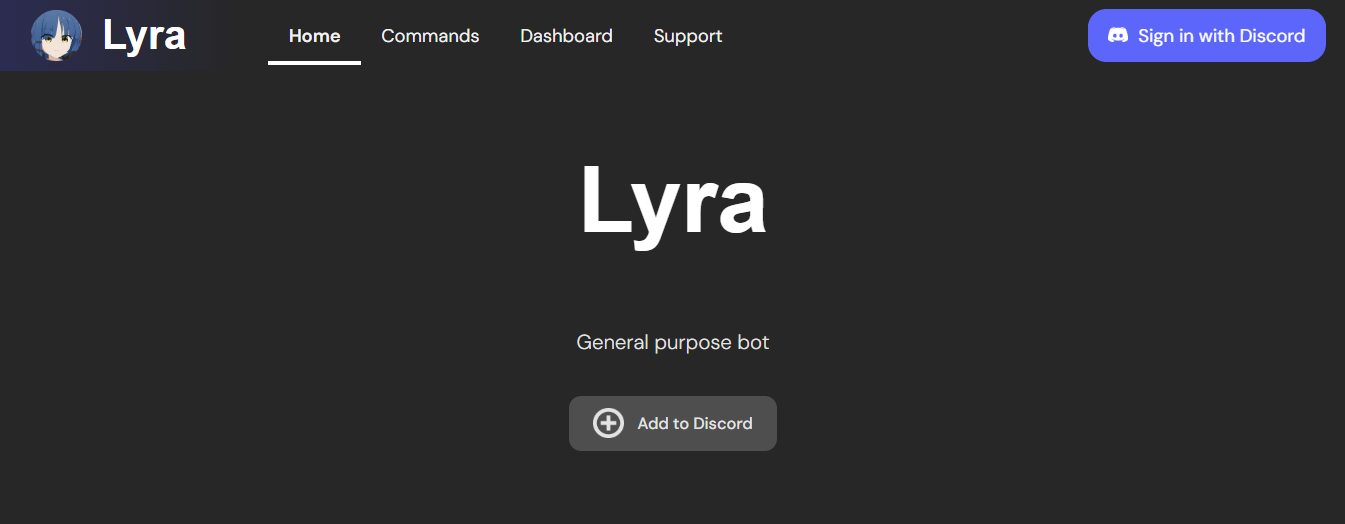 Lyra
Home Commands Dashboard Support
Sign in with Discord
Lyra
General purpose bot
Add to Discord